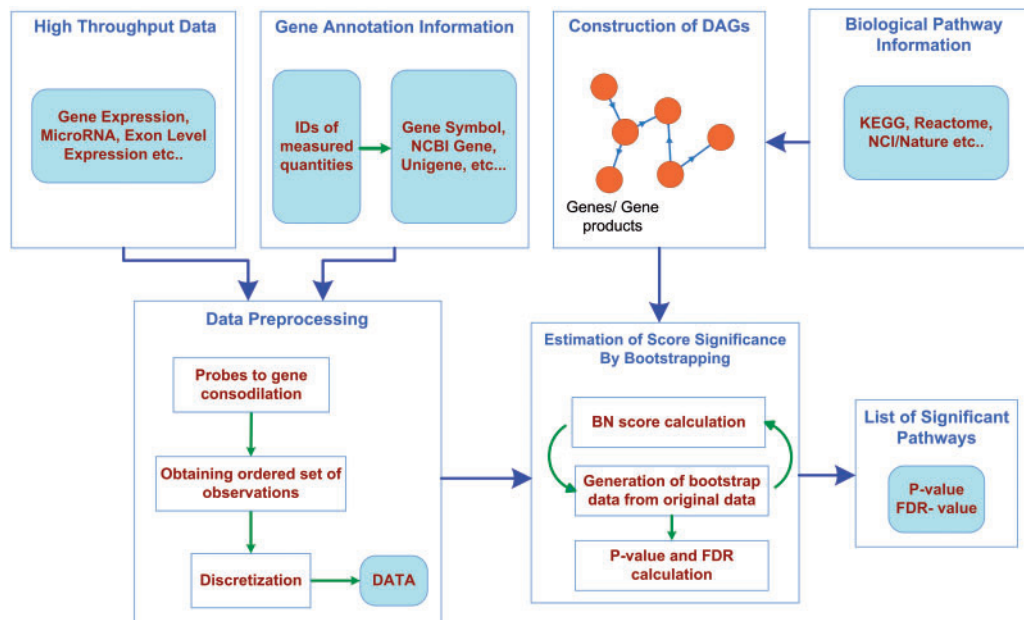 High Throughput Data
Gene Expression,
MicroRNA, Exon Level
Expression etc..
Gene Annotation Information
IDs of
measured
quantities
Gene Symbol,
NCBI Gene,
Unigene, etc...
Construction of DAGs
Genes/ Gene
products
Biological Pathway
Information
KEGG, Reactome,
NCI/Nature etc..
Data Preprocessing
Probes to gene
consodilation
Obtaining ordered set of
observations
Discretization
DATA
Estimation of Score Significance
By Bootstrapping
BN score calculation
Generation of bootstrap
data from original data
P-value and FDR
calculation
List of Significant
Pathways
P-value
FDR- value